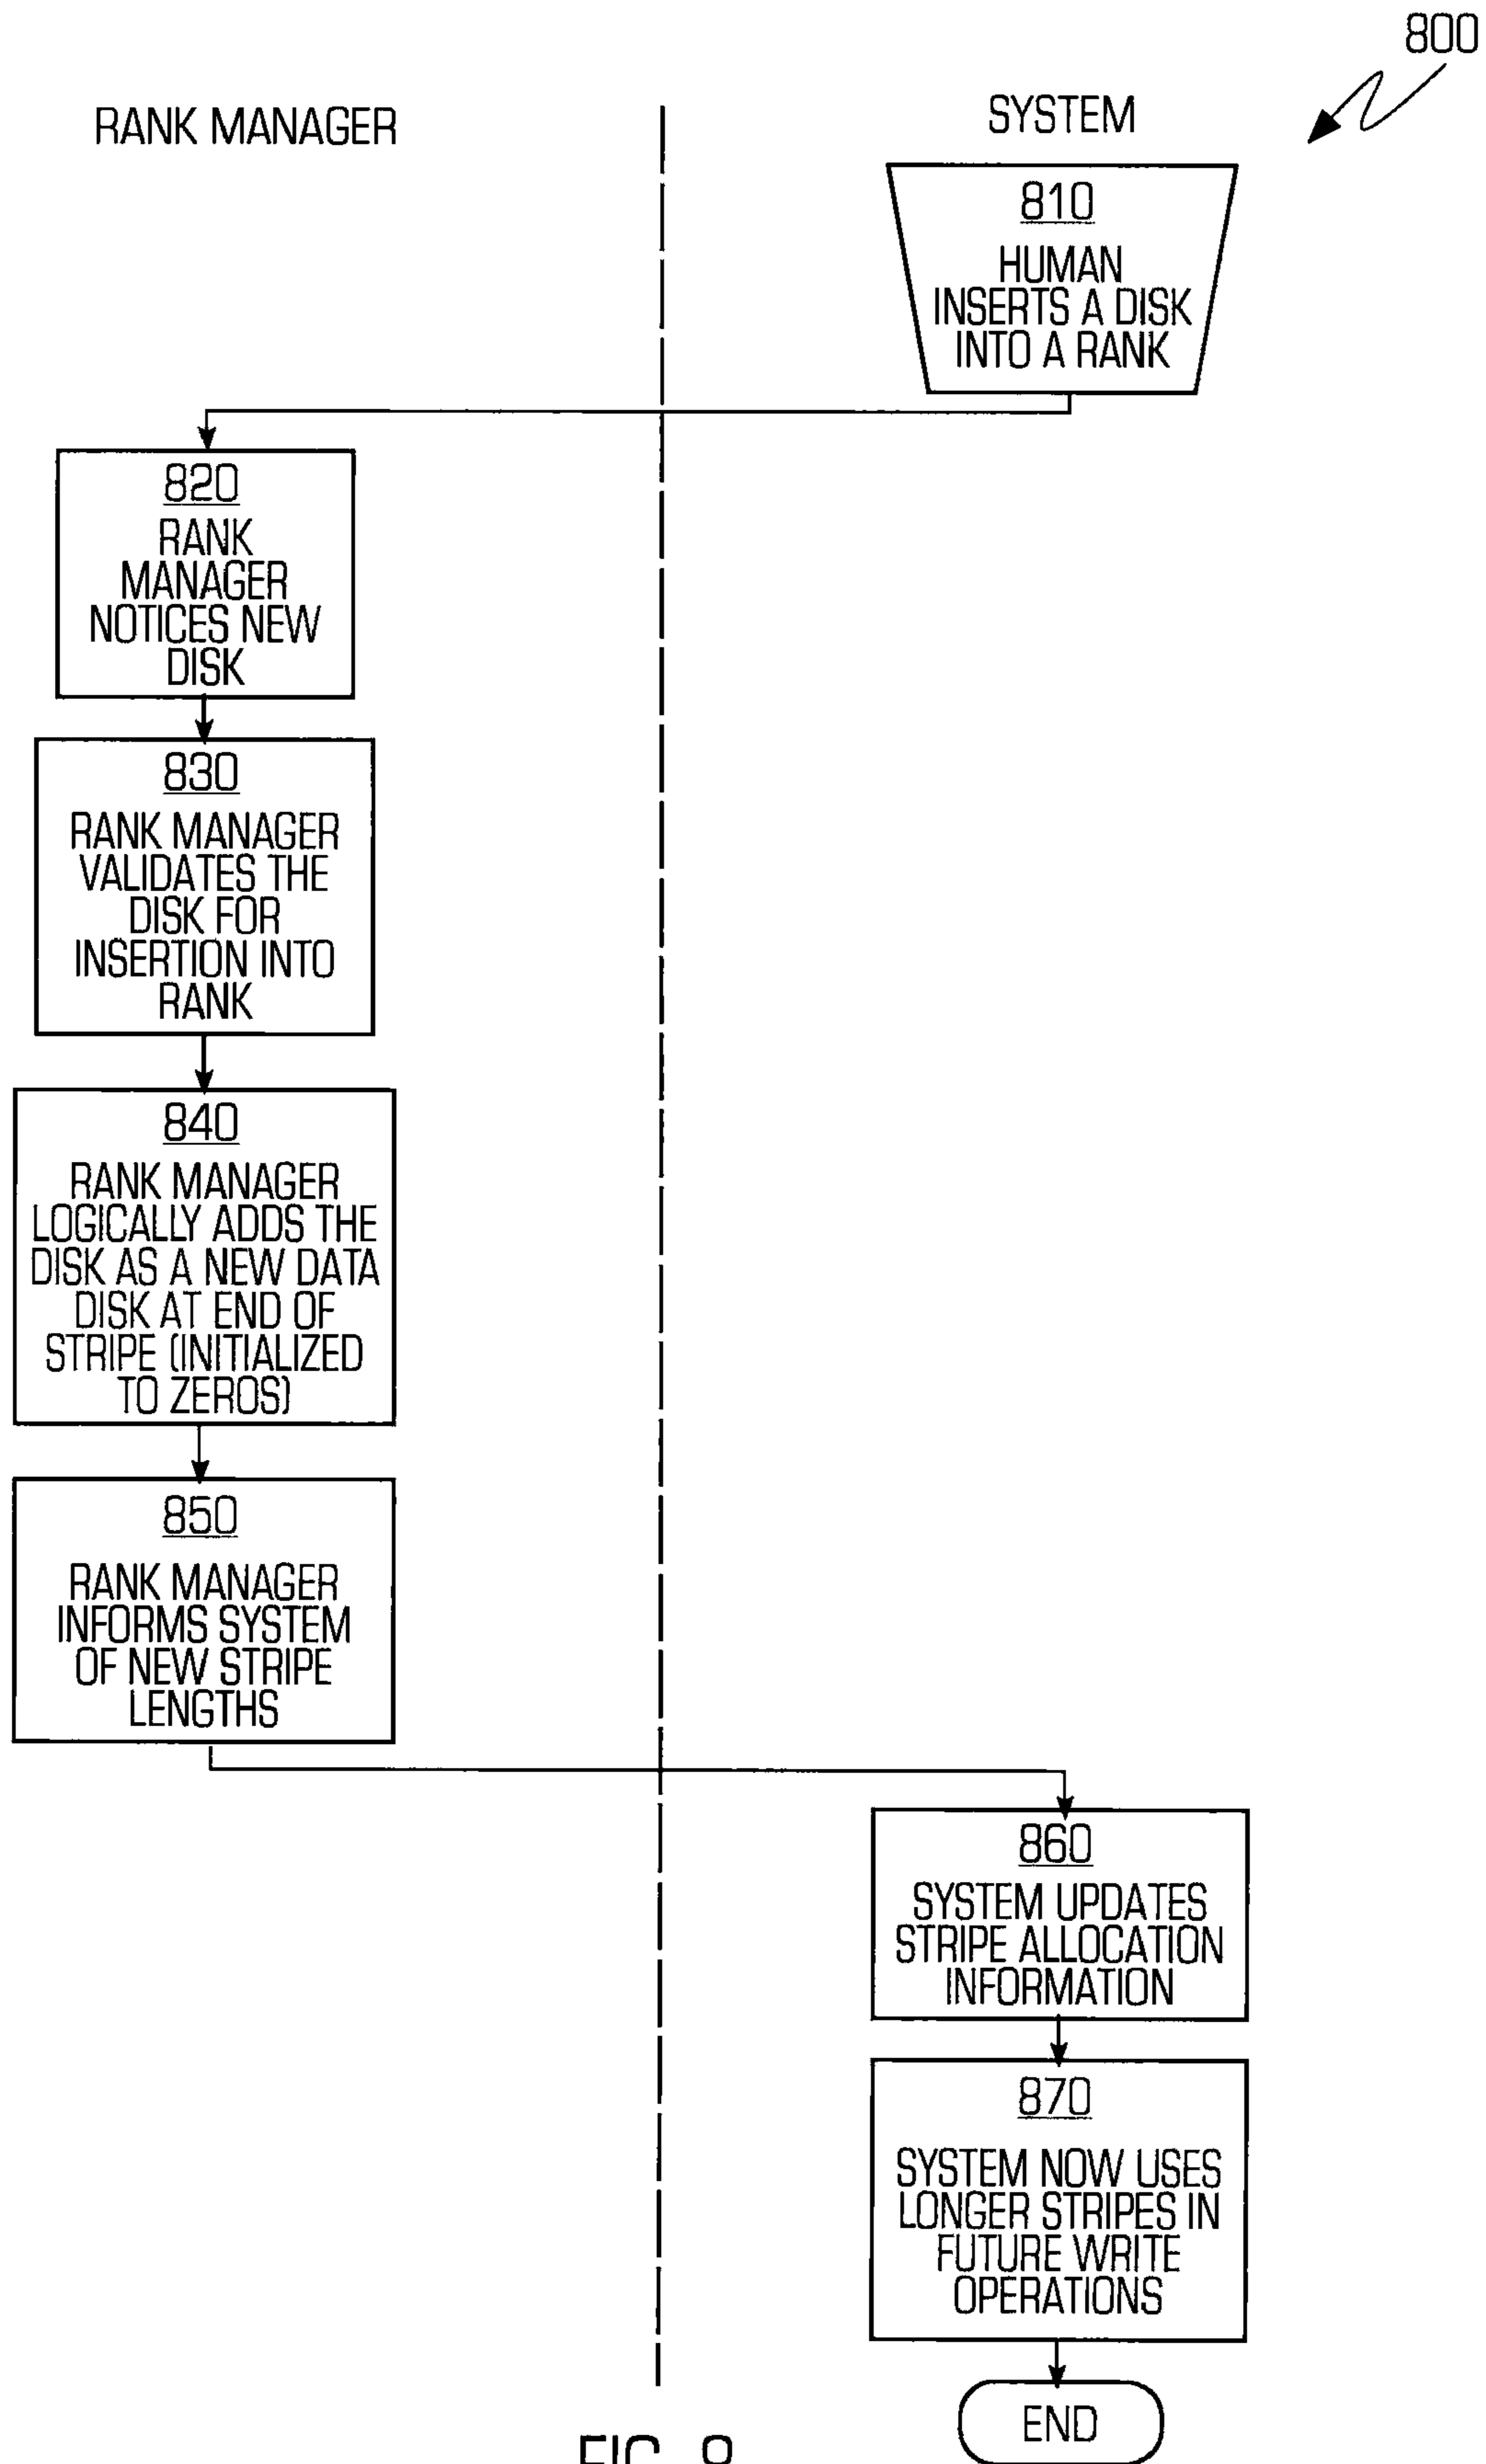 800
RANK MANAGER
SYSTEM
810
HUMAN
INSERTS A DISK
INTO A RANK
820
RANK
MANAGER
NOTICES NEW
DISK
830
RANK MANAGER
VALIDATES THE
DISK FOR
INSERTION INTO
RANK
840
RANK MANAGER
LOGICALLY ADDS THE
DISK AS A NEW DATA
DISK AT END OF
STRIPE (INITIALIZED
TO ZEROS)
850
RANK MANAGER
INFORMS SYSTEM
OF NEW STRIPE
LENGTHS
860
SYSTEM UPDATES
STRIPE ALLOCATION
INFORMATION
870
SYSTEM NOW USES
LONGER STRIPES IN
FUTURE WRITE
OPERATIONS
END
FIG.